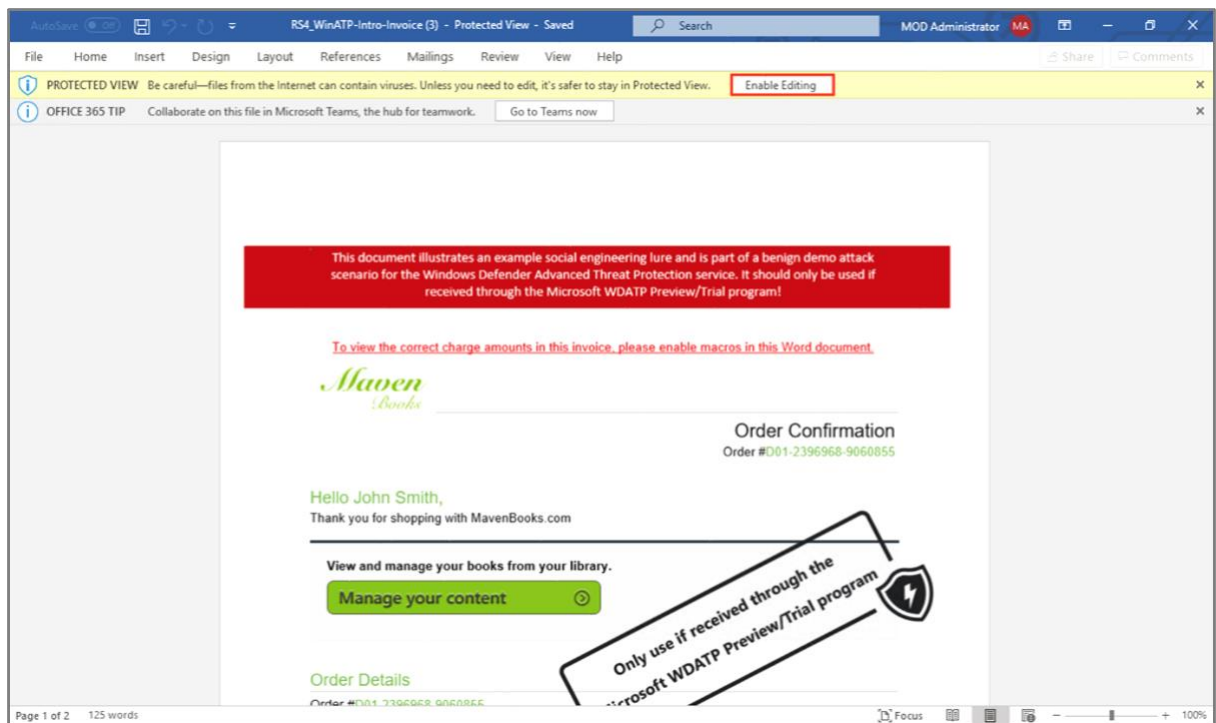 AutoSave Off RS4_WinATP-Intro-Invoice (3) - Protected View - Saved Search MOD Administrator MA
File Home Insert Design Layout References Mailings Review View Help Share Comments
PROTECTED VIEW Be careful—files from the Internet can contain viruses. Unless you need to edit, it's safer to stay in Protected View. Enable Editing
OFFICE 365 TIP Collaborate on this file in Microsoft Teams, the hub for teamwork. Go to Teams now
This document illustrates an example social engineering lure and is part of a benign demo attack
scenario for the Windows Defender Advanced Threat Protection service. It should only be used if
received through the Microsoft WDATP Preview/Trial program!
To view the correct charge amounts in this invoice, please enable macros in this Word document.
Maven
Books
Order Confirmation
Order #D01-2396968-9060855
Hello John Smith,
Thank you for shopping with MavenBooks.com
View and manage your books from your library.
Manage your content
Only use if received through the
crosoft WDATP Preview/Trial program
Order Details
Order #D01-2396968-9060855
Page 1 of 2 125 words Focus 100%